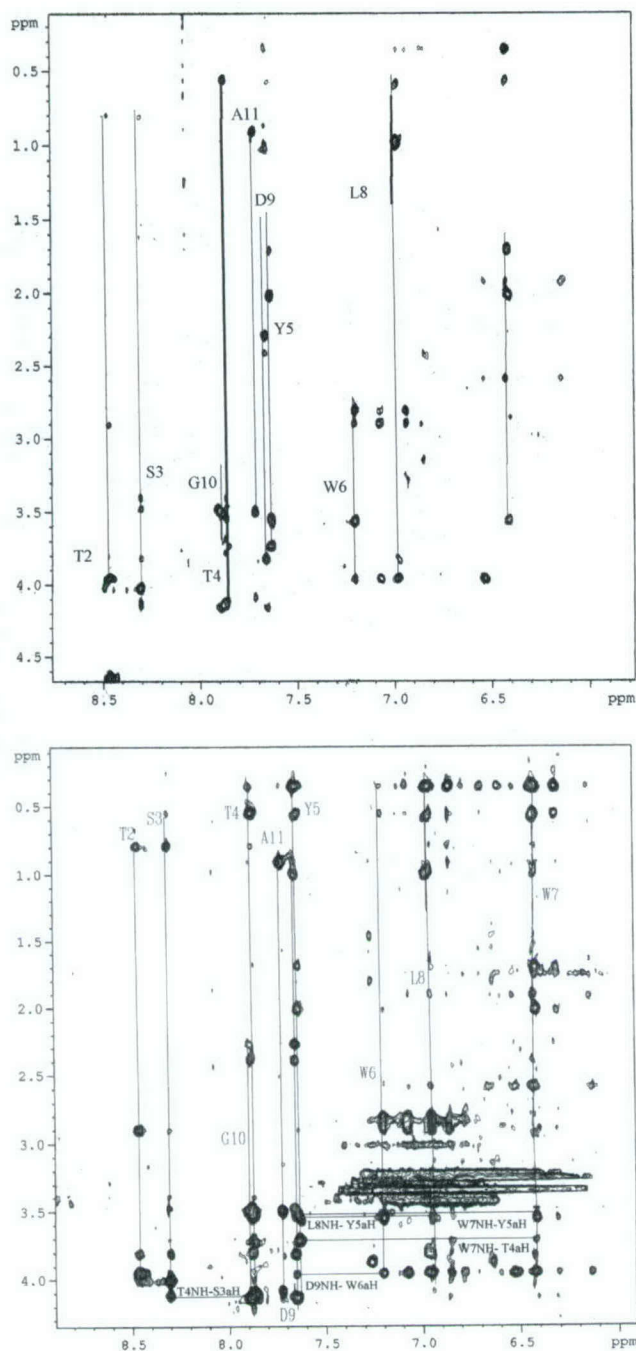 ppm
0.5
A11
1.0
D9
L8
1.5
2.0
Y5
2.5
3.0
G10
W6
3.5
T2
S3
T4
4.0
4.5
8.5
8.0
7.5
7.0
6.5
ppm
ppm
0.5
S3
T4
Y5
T2
A11
1.0
W7
1.5
L8
2.0
2.5
W6
3.0
G10
3.5
L8NH-Y5aH
W7NH-Y5aH
W7NH-T4aH
D9NH-W6aH
4.0
T4NH-S3aH
D9
8.5
8.0
7.5
7.0
6.5
ppm